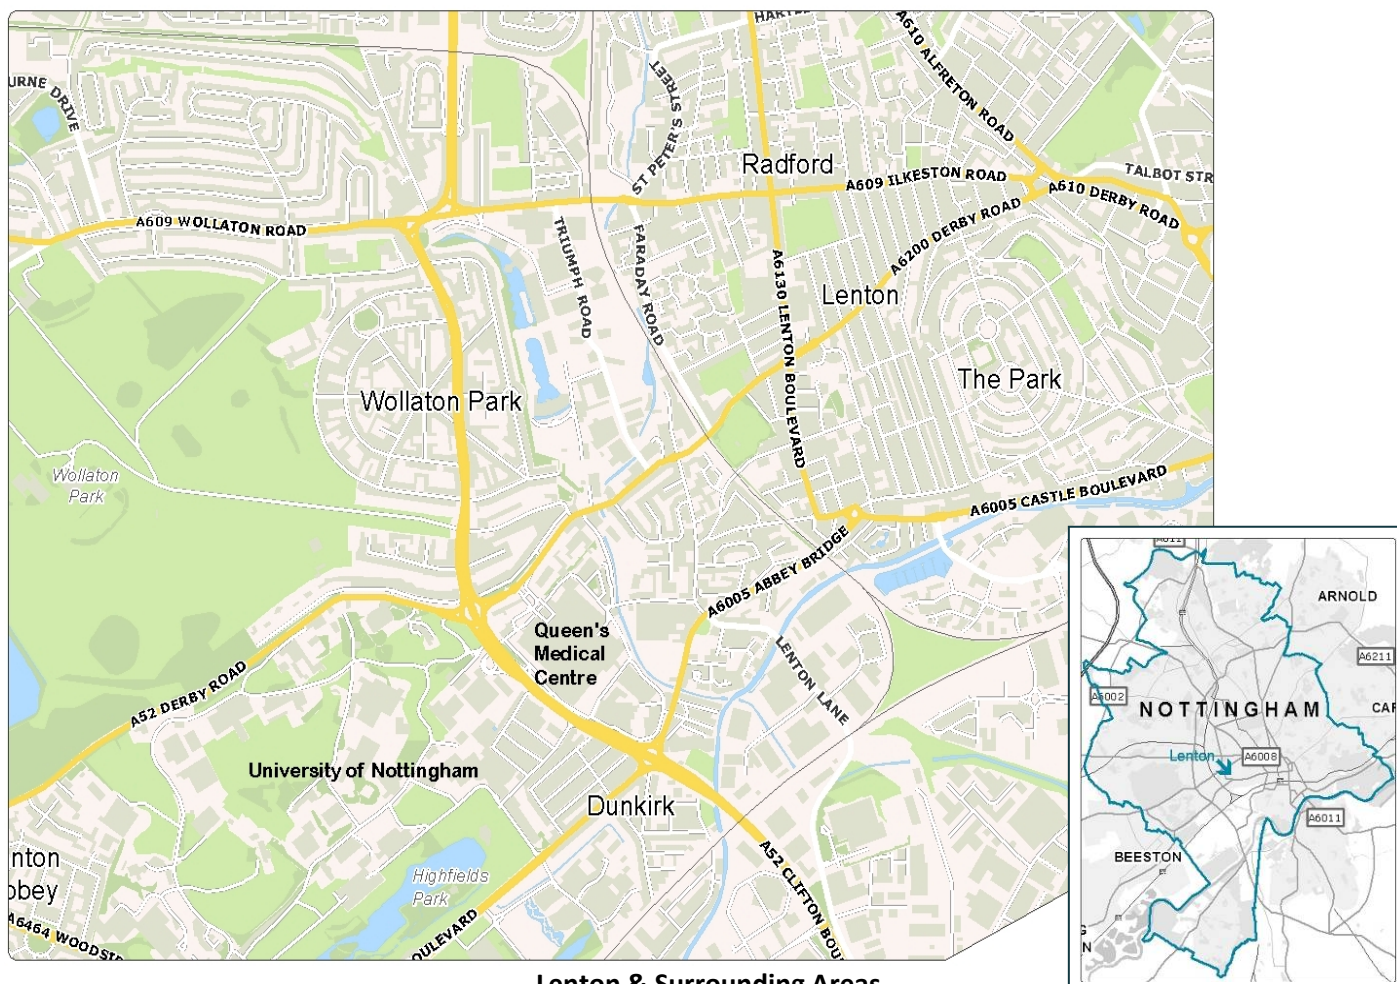 HARTL
A610 ALFRETON ROAD
URNE DRIVE
ST PETER'S STREET
Radford
TALBOT STR
A609 ILKESTON ROAD
A610 DERBY ROAD
A609 WOLLATON ROAD
A6200 DERBY ROAD
TRIUMPH ROAD
FARADAY ROAD
A6130 LENTON BOULEVARD
Lenton
The Park
Wollaton Park
Wollaton
Park
A6005 CASTLE BOULEVARD
A6005 ABBEY BRIDGE
Queen's
Medical
Centre
LENTON LANE
A52 DERBY ROAD
University of Nottingham
Dunkirk
nton
bbey
Highfields
Park
A52 CLIFTON BOU
A6464 WOODSID
OULEVARD
Lenton & Surrounding Areas
A611
ARNOLD
A6211
A6002
NOTTINGHAM
CAR
Lenton
A6008
A6011
BEESTON
G
N